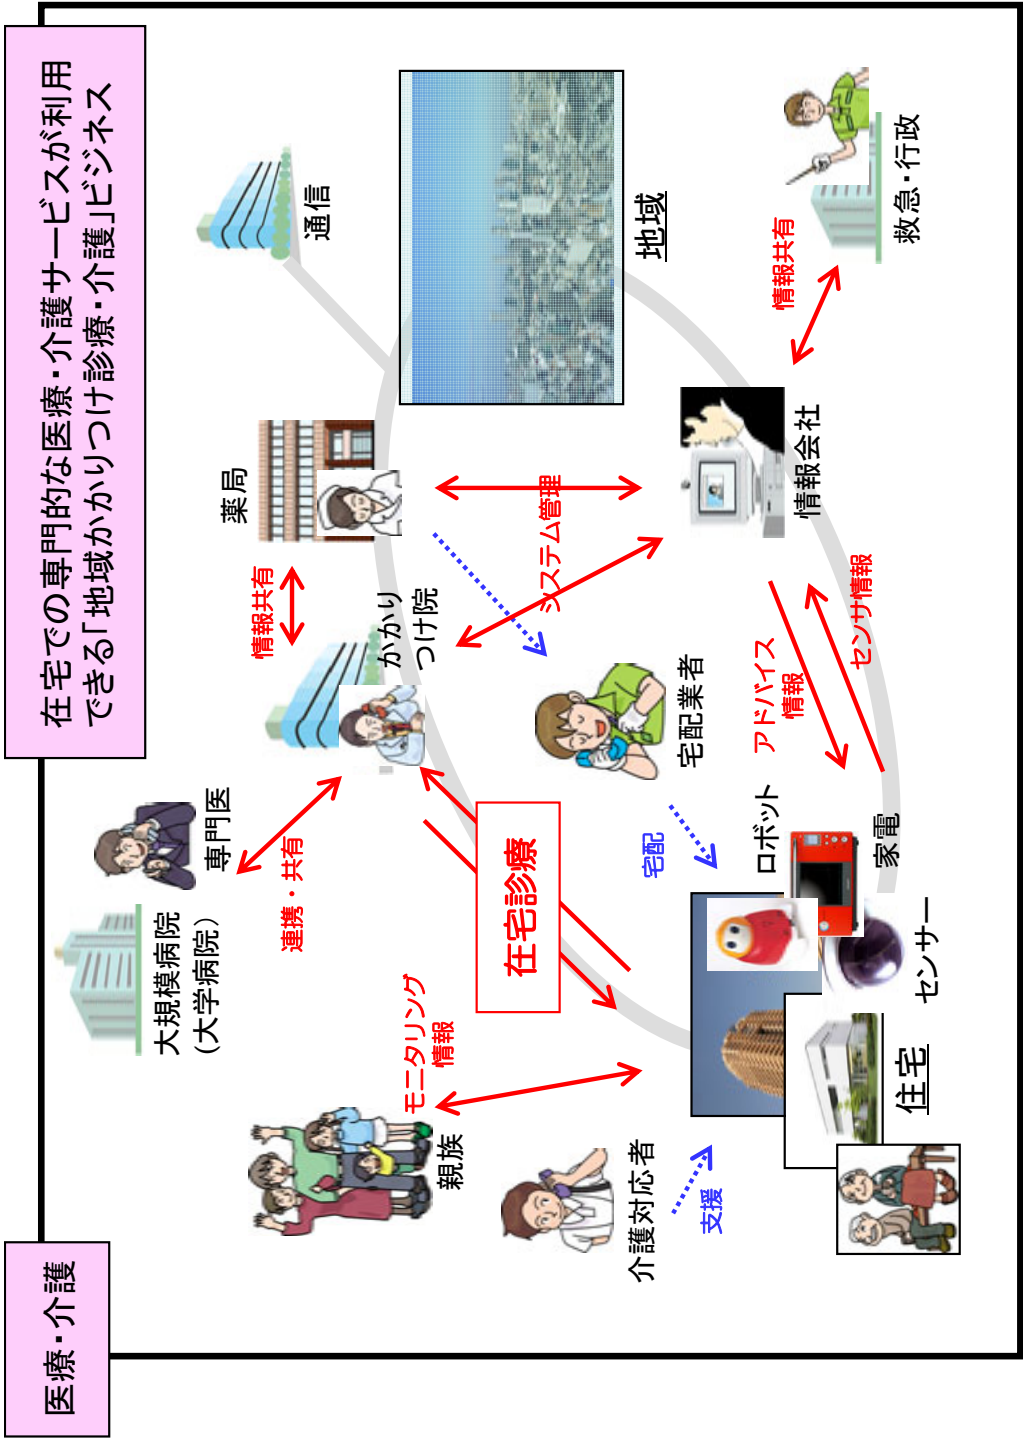 医療・介護
在宅での専門的な医療・介護サービスが利用
できる「地域かかりつけ診療・介護」ビジネス
大規模病院
(大学病院)
専門医
連携・共有
情報共有
薬局
通信
かかり
つけ院
親族
モニタリング
情報
在宅診療
システム管理
地域
介護対応者
支援
宅配業者
宅配
アドバイス
情報
センサ情報
情報会社
情報共有
救急・行政
ロボット
家電
センサー
住宅